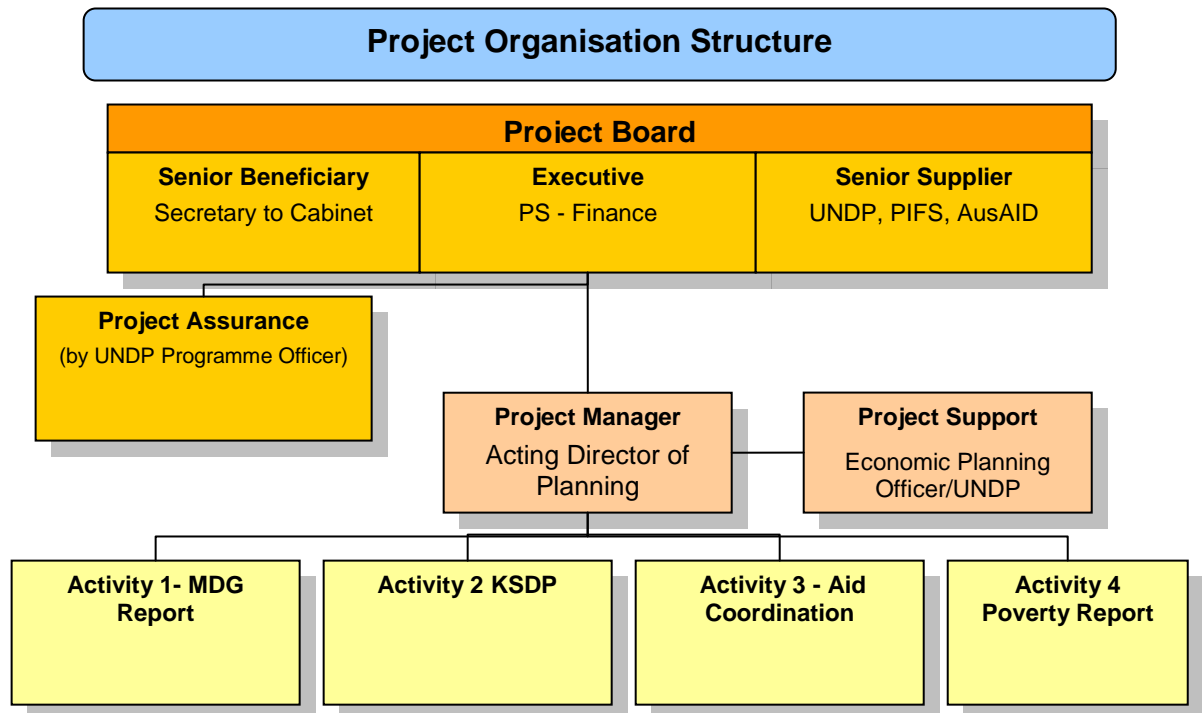 Project Organisation Structure
Project Board
Senior Beneficiary
Secretary to Cabinet
Executive
PS - Finance
Senior Supplier
UNDP, PIFS, AusAID
Project Assurance
(by UNDP Programme Officer)
Project Manager
Acting Director of
Planning
Project Support
Economic Planning
Officer/UNDP
Activity 1- MDG
Report
Activity 2 KSDP
Activity 3 - Aid
Coordination
Activity 4
Poverty Report